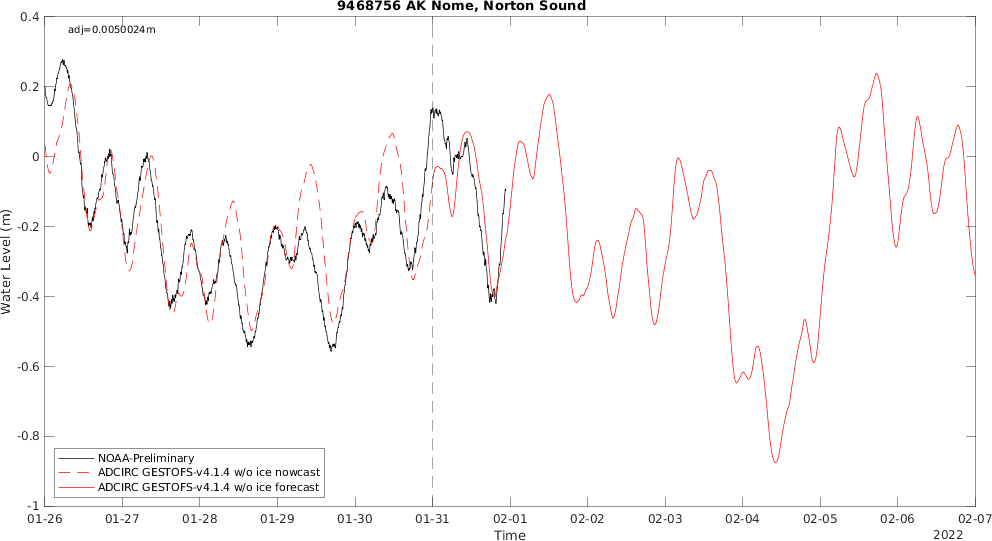 9468756 AK Nome, Norton Sound
adj=0.0050024m
0.4
0.2
0
-0.2
-0.4
-0.6
-0.8
-1
Water Level (m)
NOAA-Preliminary
ADCIRC GESTOFS-v4.1.4 w/o ice nowcast
ADCIRC GESTOFS-v4.1.4 w/o ice forecast
01-26 01-27 01-28 01-29 01-30 01-31 02-01 02-02 02-03 02-04 02-05 02-06 02-07
Time
2022